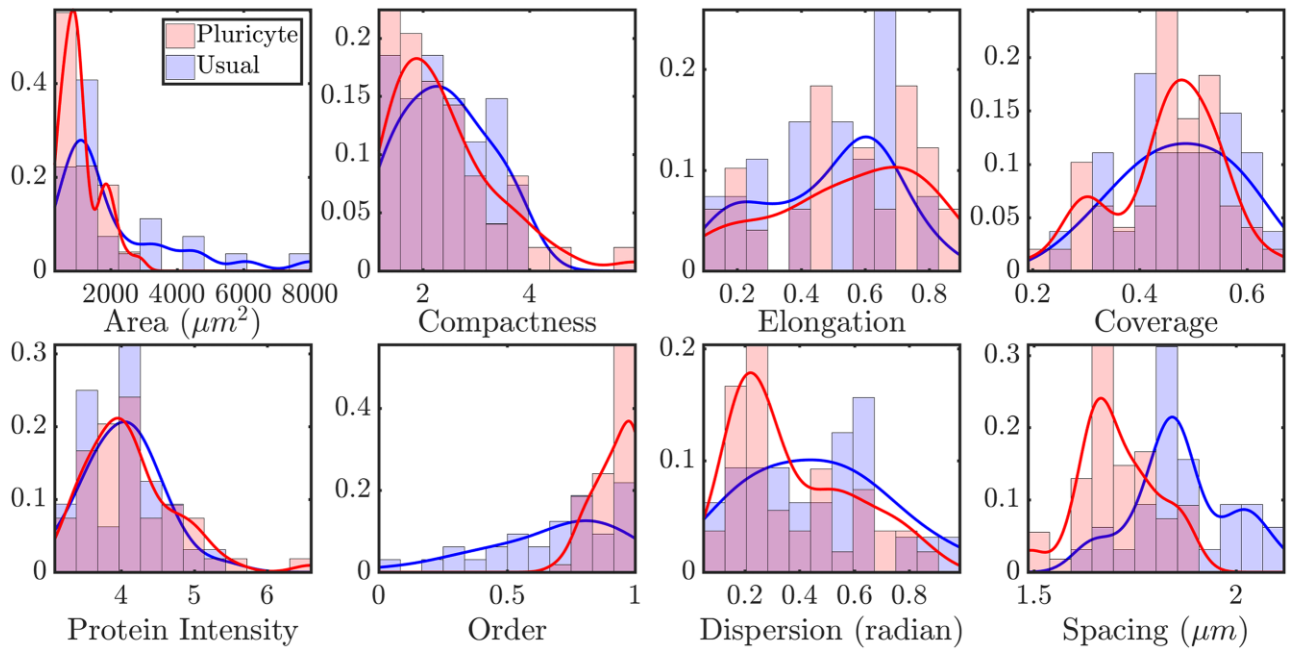 Pluricyte
Usual
0.4
0.2
0
2000 4000 6000 8000
Area (μm²)
0.2
0.15
0.1
0.05
0
2 4
Compactness
0.2
0.1
0
0.2 0.4 0.6 0.8
Elongation
0.2
0.15
0.1
0.05
0
0.2 0.4 0.6
Coverage
0.3
0.2
0.1
0
4 5 6
Protein Intensity
0.4
0.2
0
0 0.5 1
Order
0.2
0.1
0
0.2 0.4 0.6 0.8
Dispersion (radian)
0.3
0.2
0.1
0
1.5 2
Spacing (μm)